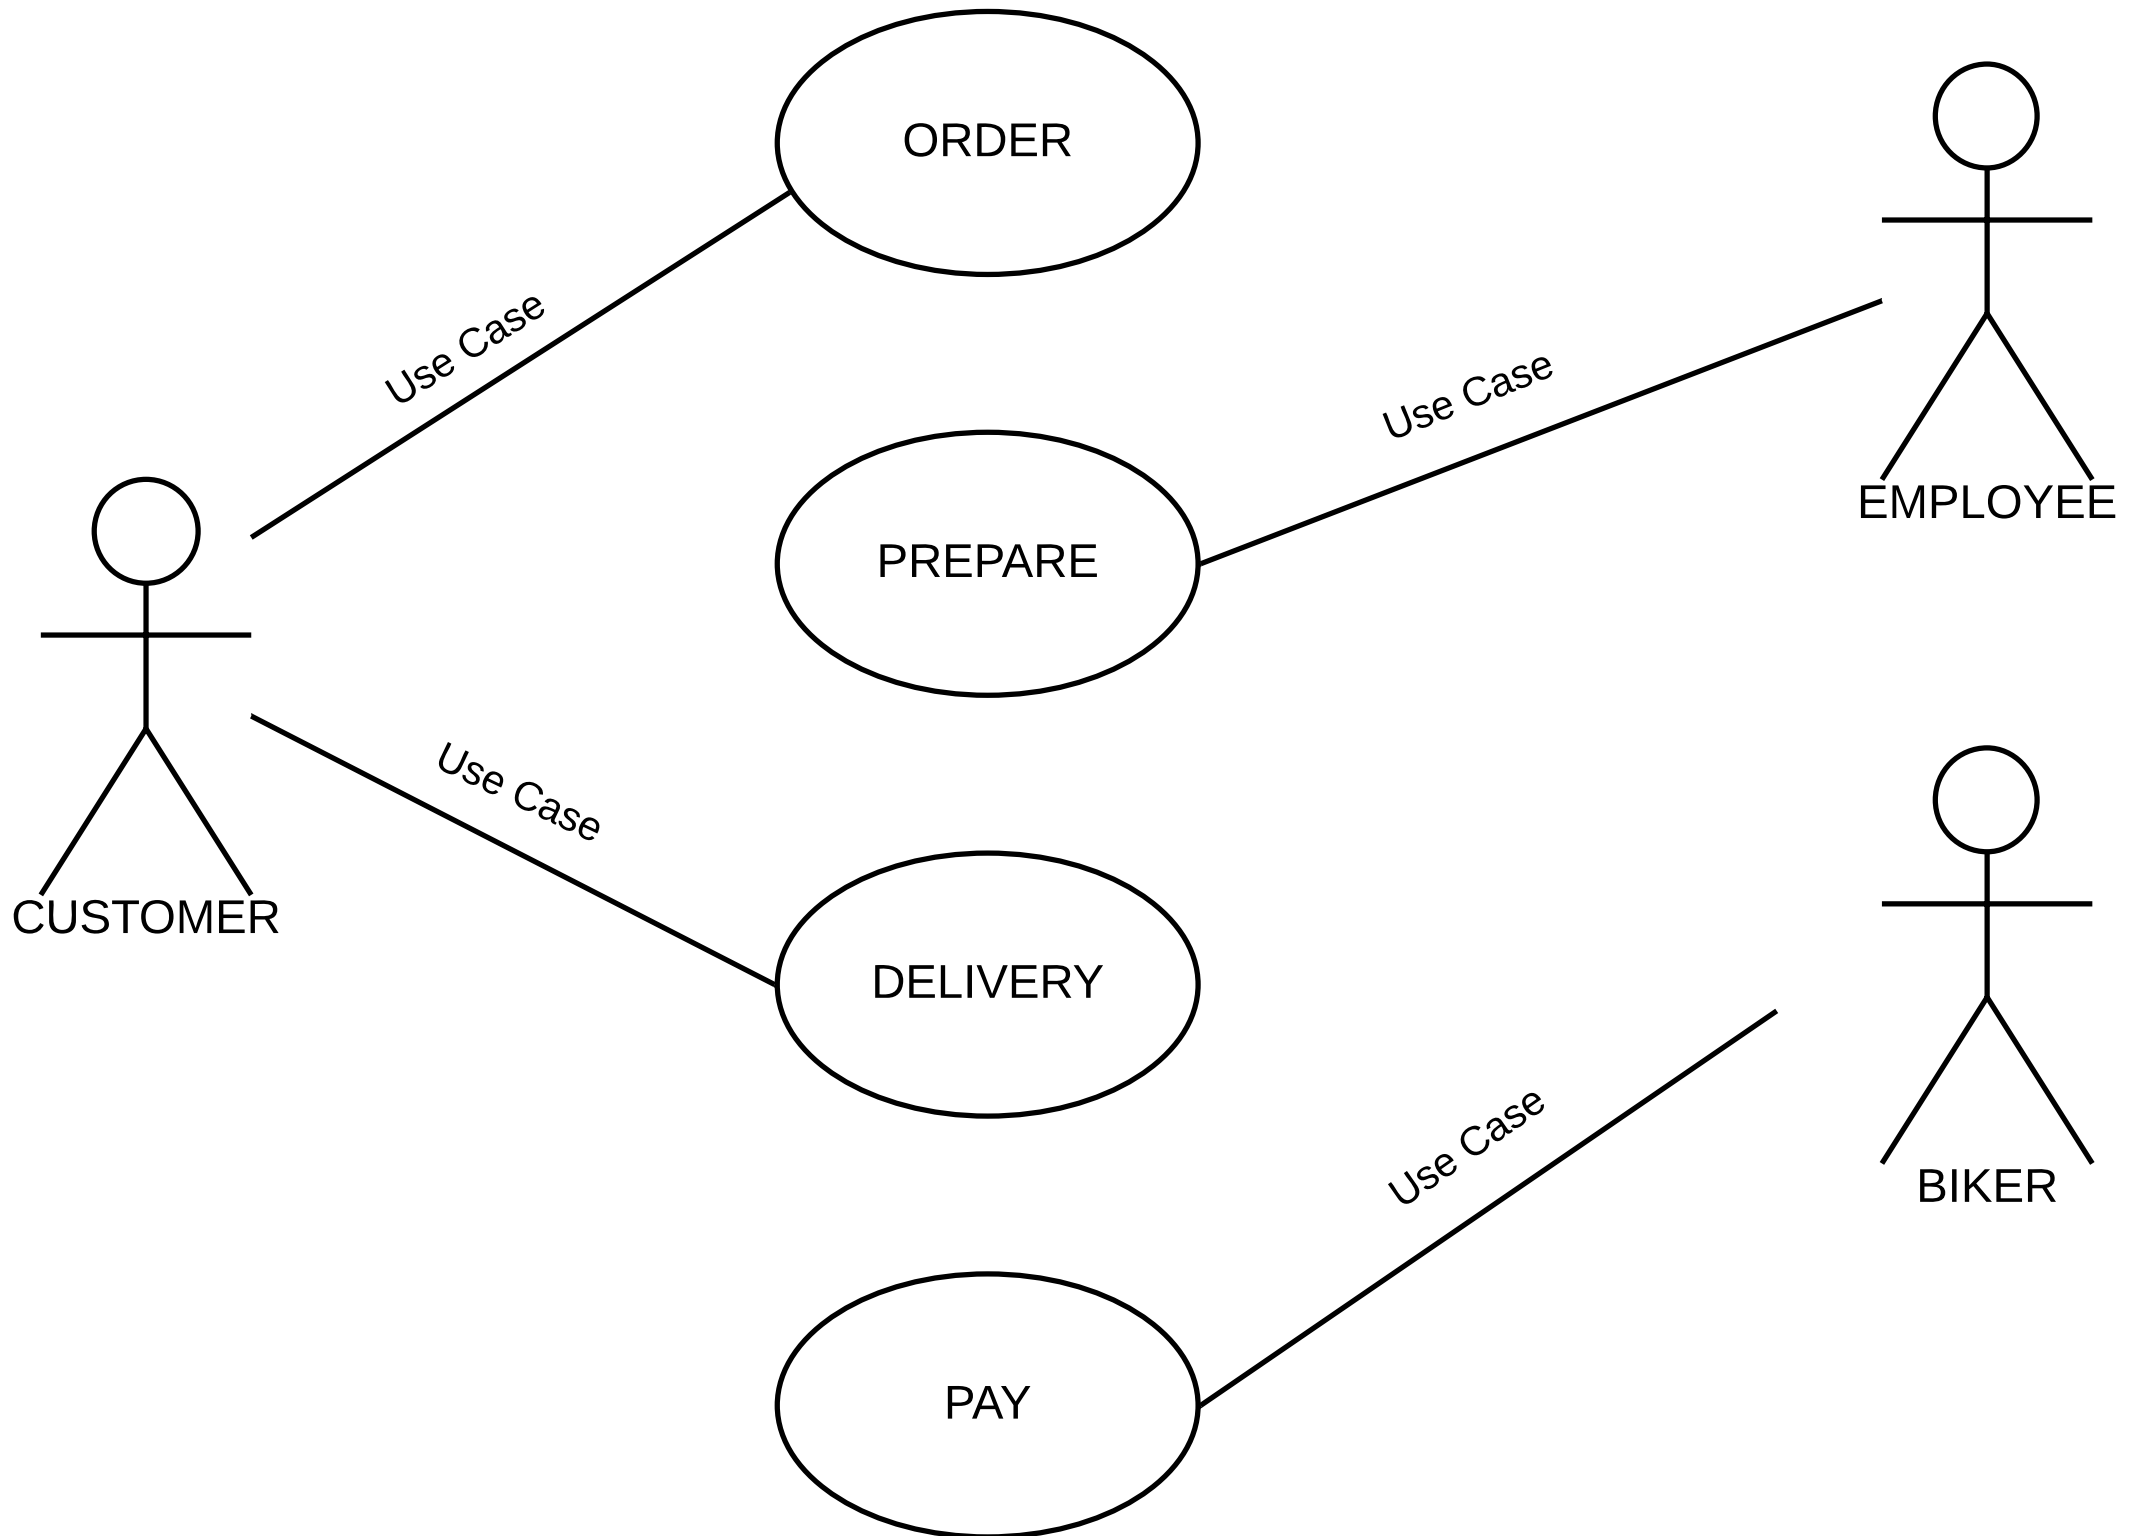 ORDER
Use Case
Use Case
EMPLOYEE
PREPARE
Use Case
CUSTOMER
DELIVERY
Use Case
BIKER
PAY